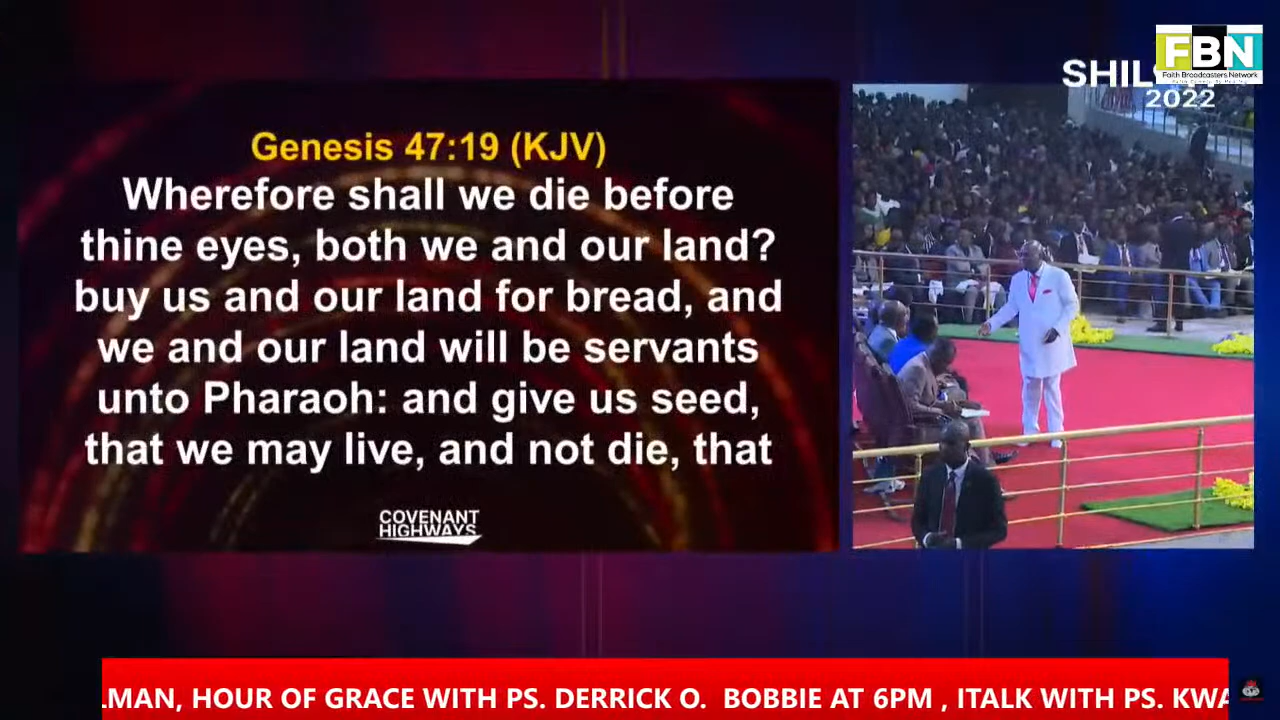 FBN
Faith Broadcasters Network
2022
Genesis 47:19 (KJV)
Wherefore shall we die before
thine eyes, both we and our land?
buy us and our land for bread, and
we and our land will be servants
unto Pharaoh: and give us seed,
that we may live, and not die, that
COVENANT
HIGHWAYS
LMAN, HOUR OF GRACE WITH PS. DERRICK O. BOBBIE AT 6PM , ITALK WITH PS. KWA